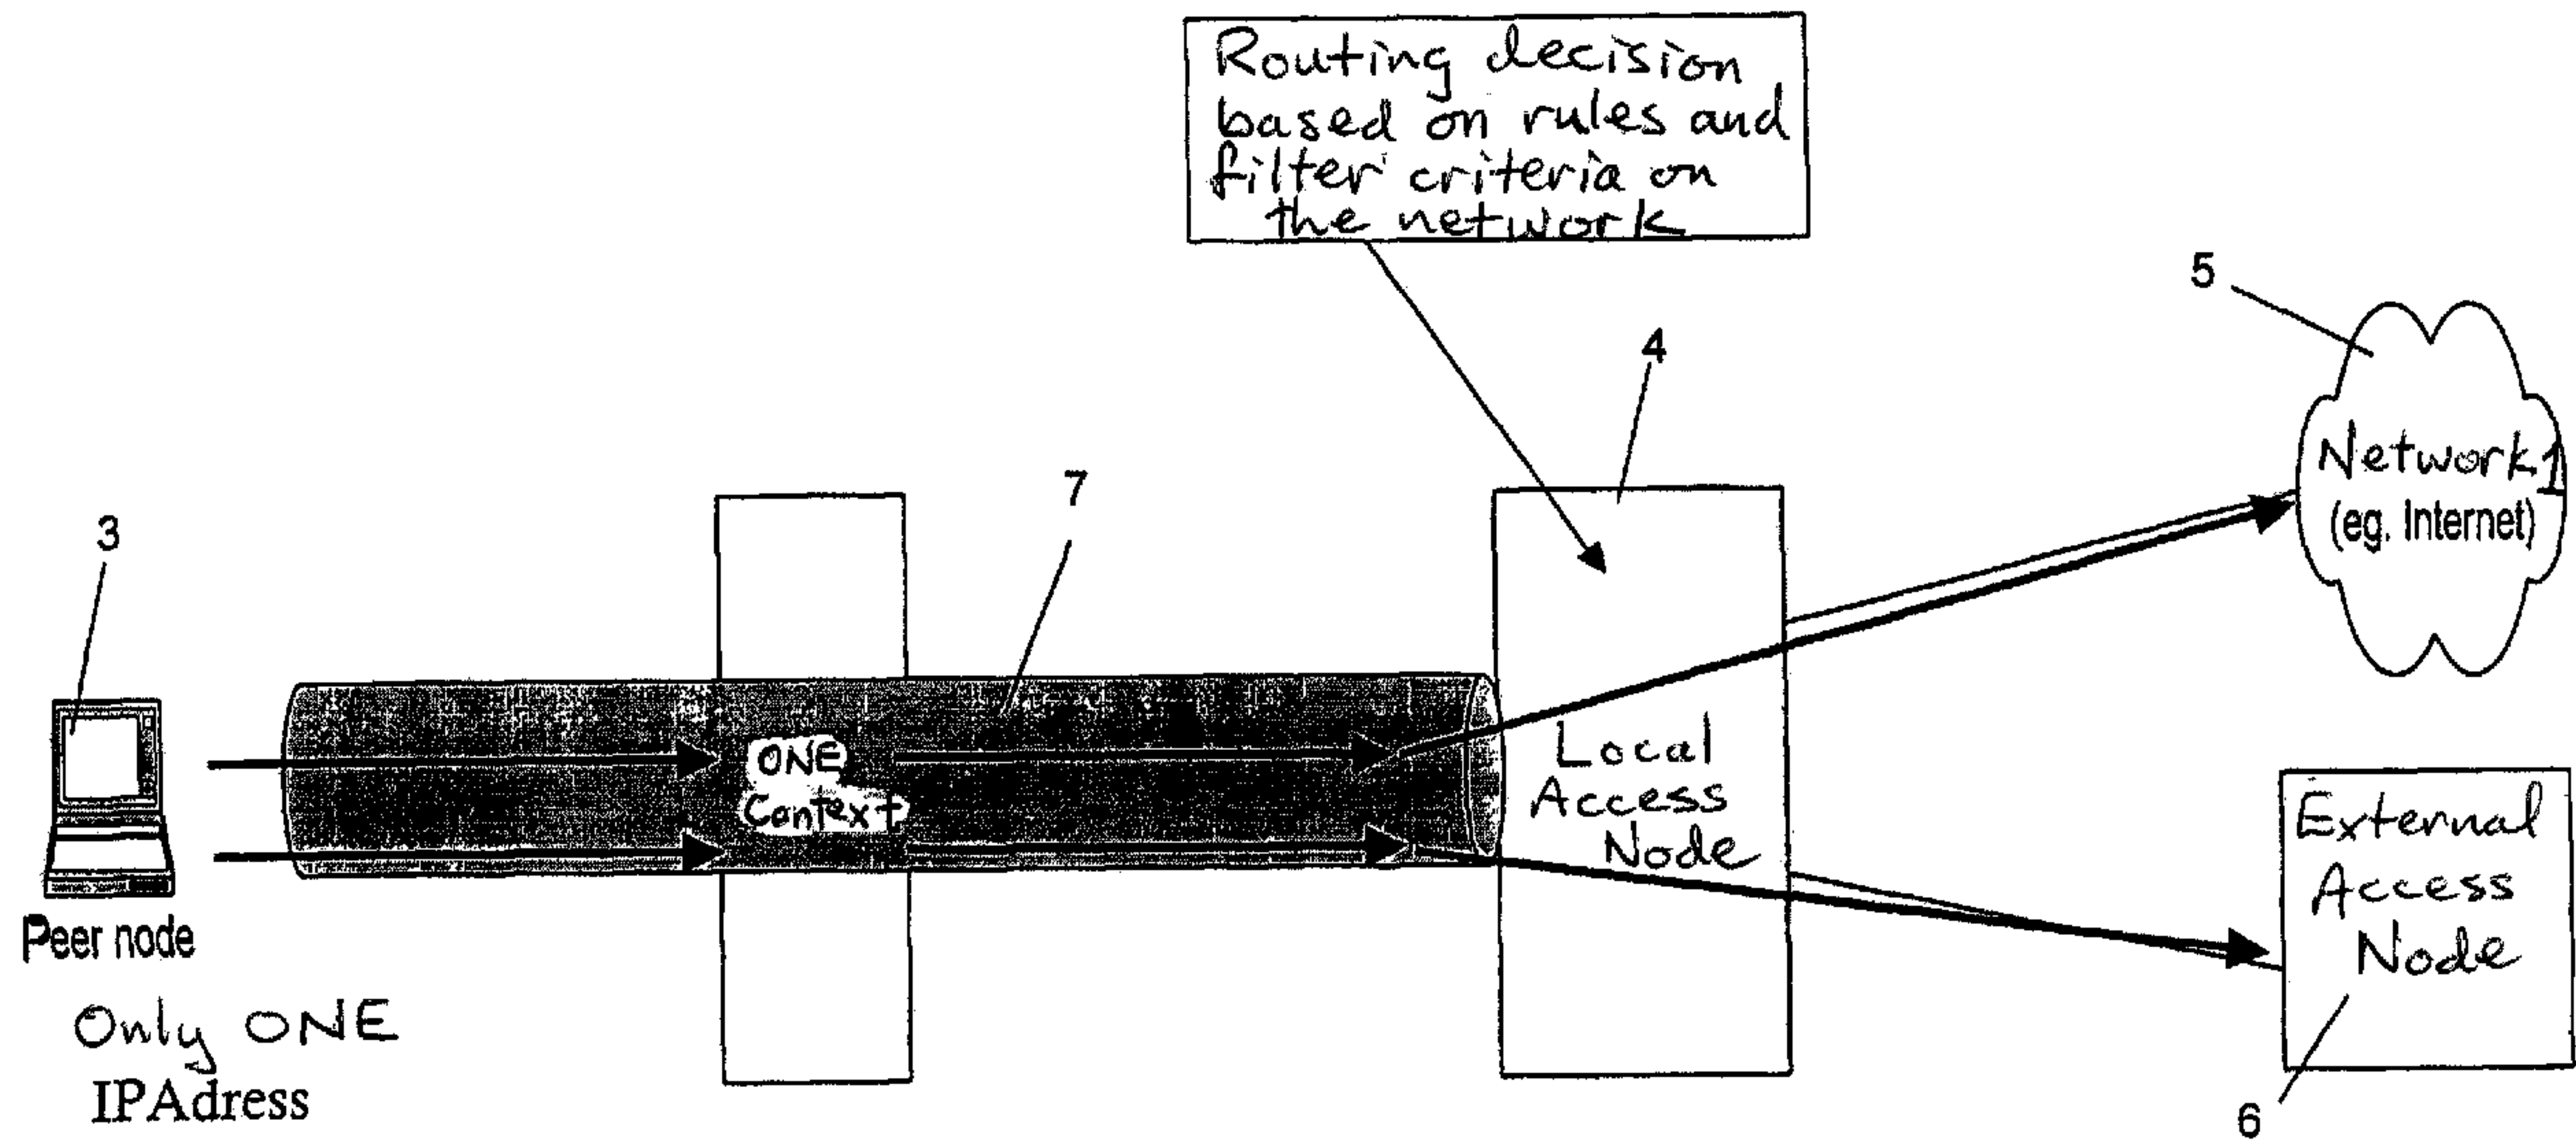 Routing decision
based on rules and
filter criteria on
the network
5
4
Network 1
(eg. Internet)
7
3
ONE
Context
Local
Access
Node
External
Access
Node
Peer node
Only ONE
IPAdress
6